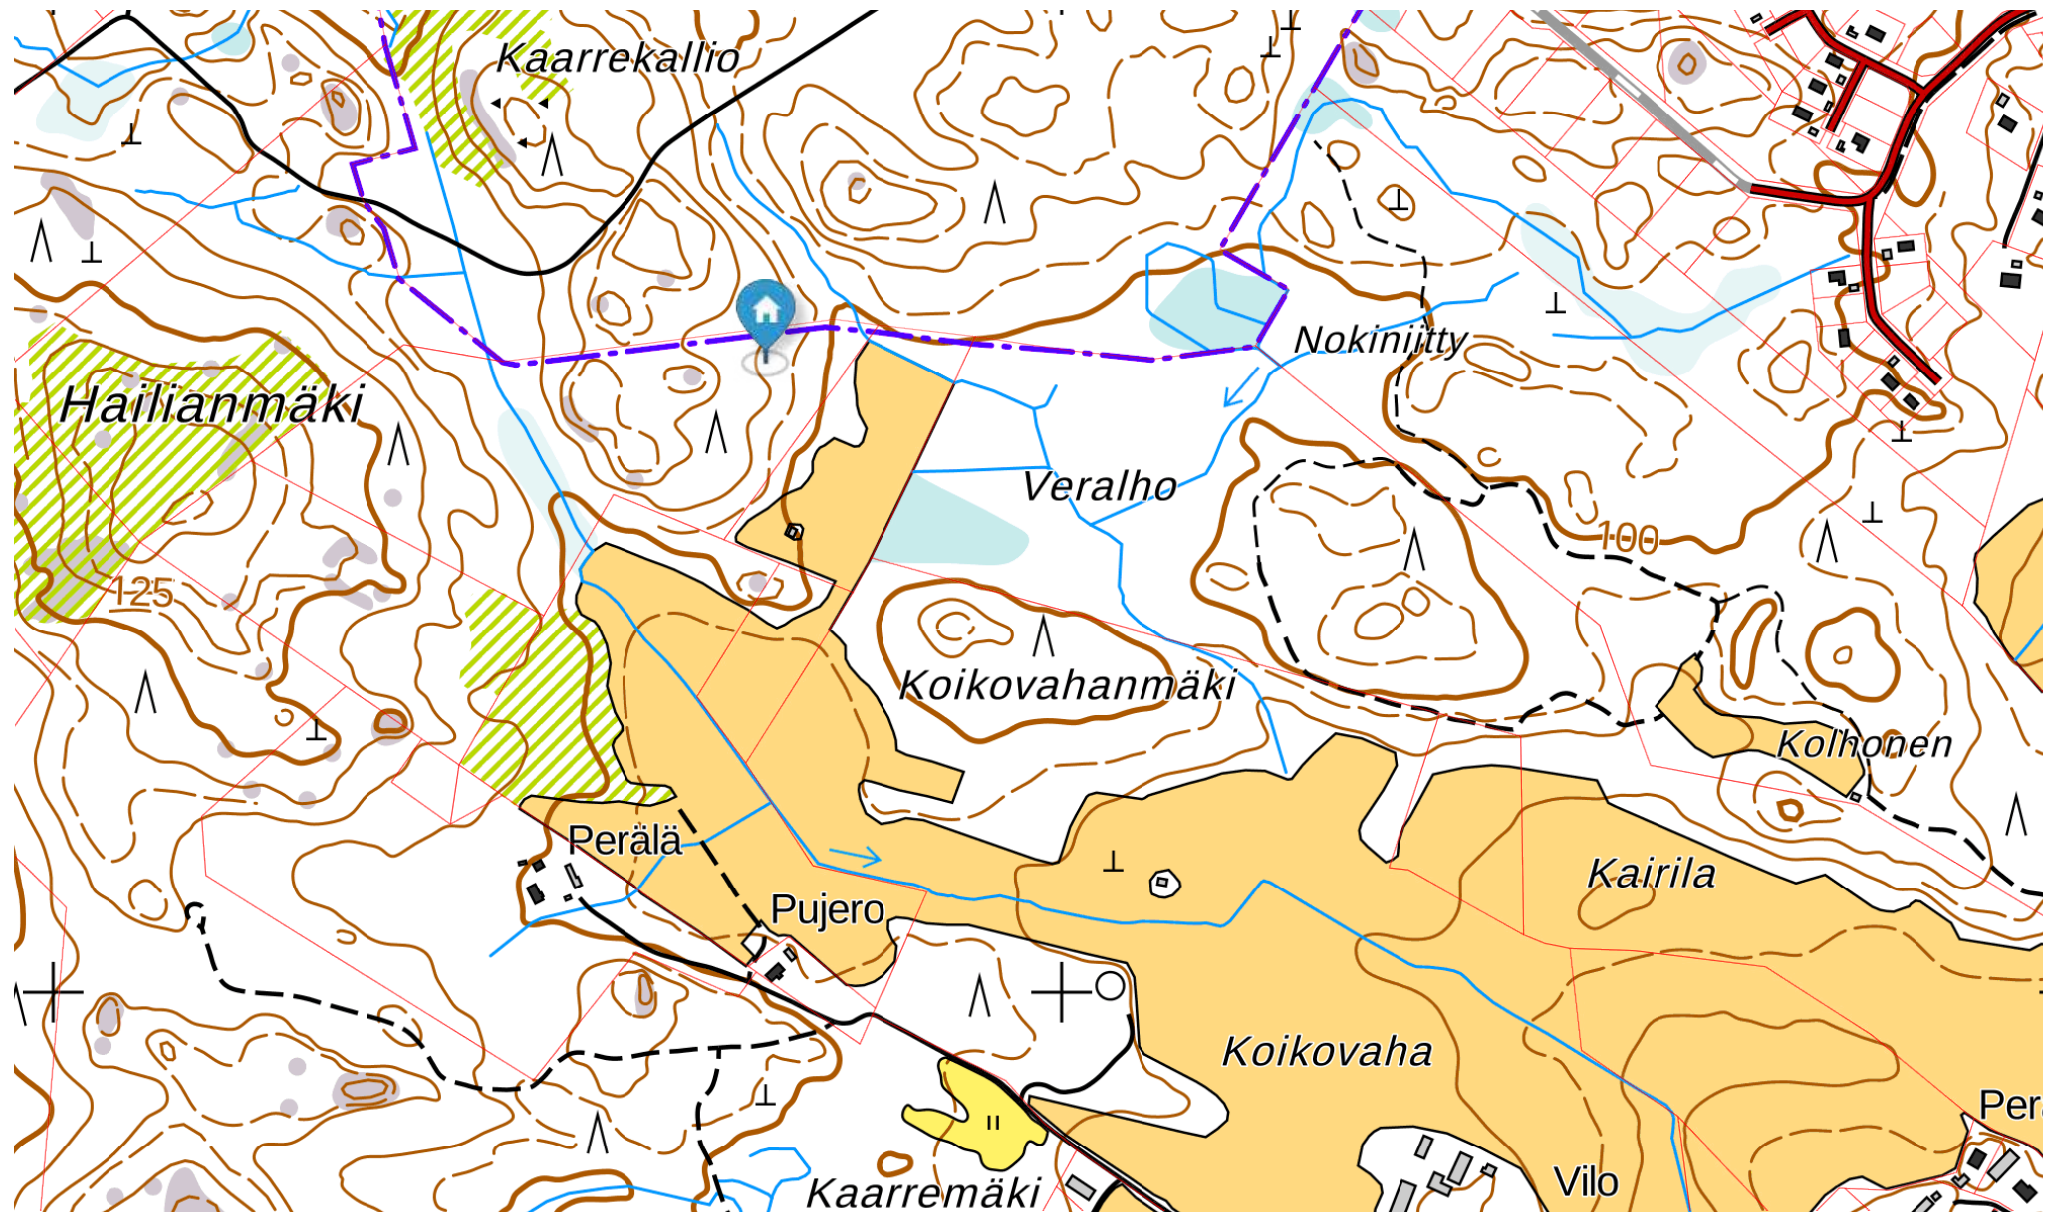 Kaarrekallio
Nokiniitty
Hailianmäki
Veralho
100
125
Koikovahanmäki
Kolhonen
Perälä
Kairila
Pujero
Koikovaha
Per
Vilo
Kaarremäki